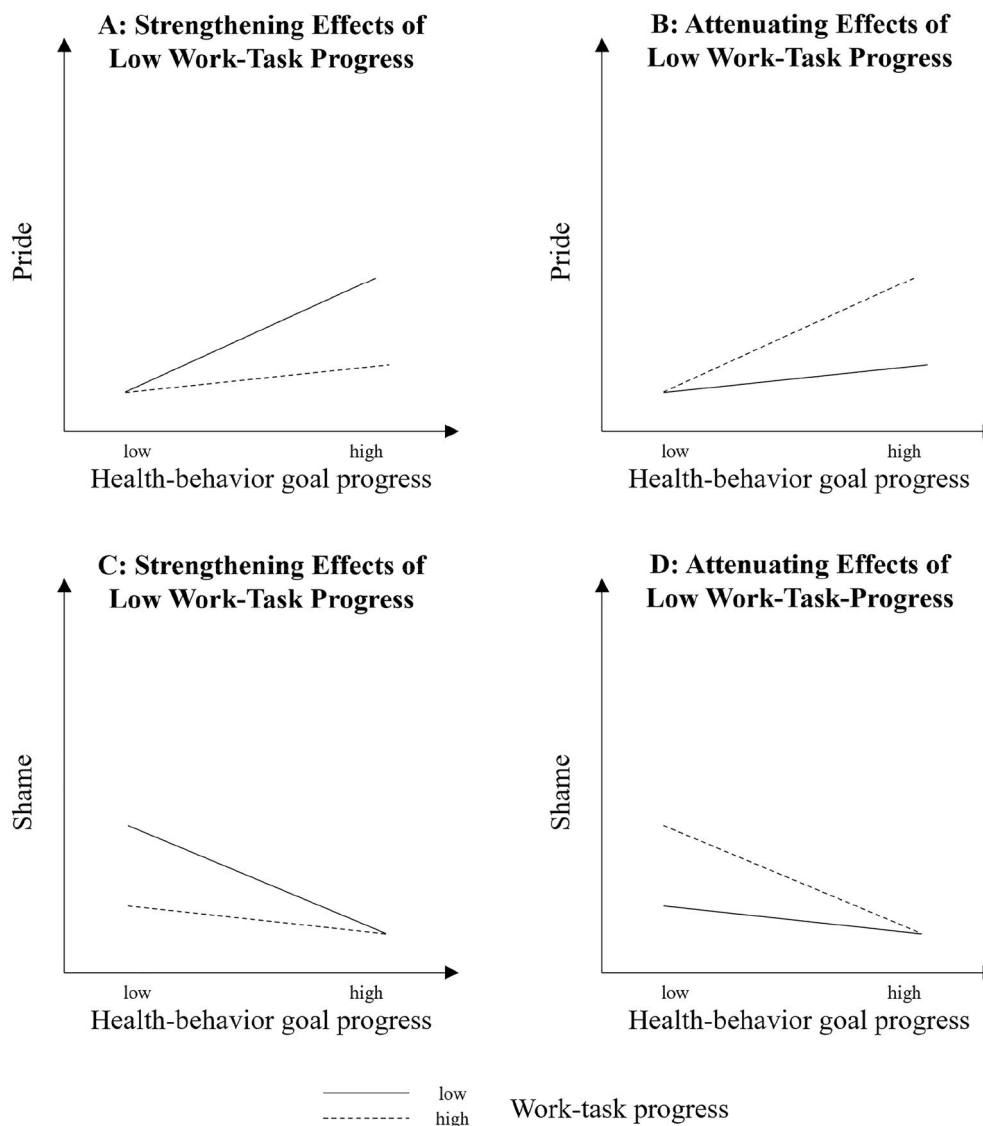 A: Strengthening Effects of
Low Work-Task Progress
Pride
low
high
Health-behavior goal progress
B: Attenuating Effects of
Low Work-Task Progress
Pride
low
high
Health-behavior goal progress
C: Strengthening Effects of
Low Work-Task Progress
Shame
low
high
Health-behavior goal progress
D: Attenuating Effects of
Low Work-Task-Progress
Shame
low
high
Health-behavior goal progress
low
high
Work-task progress